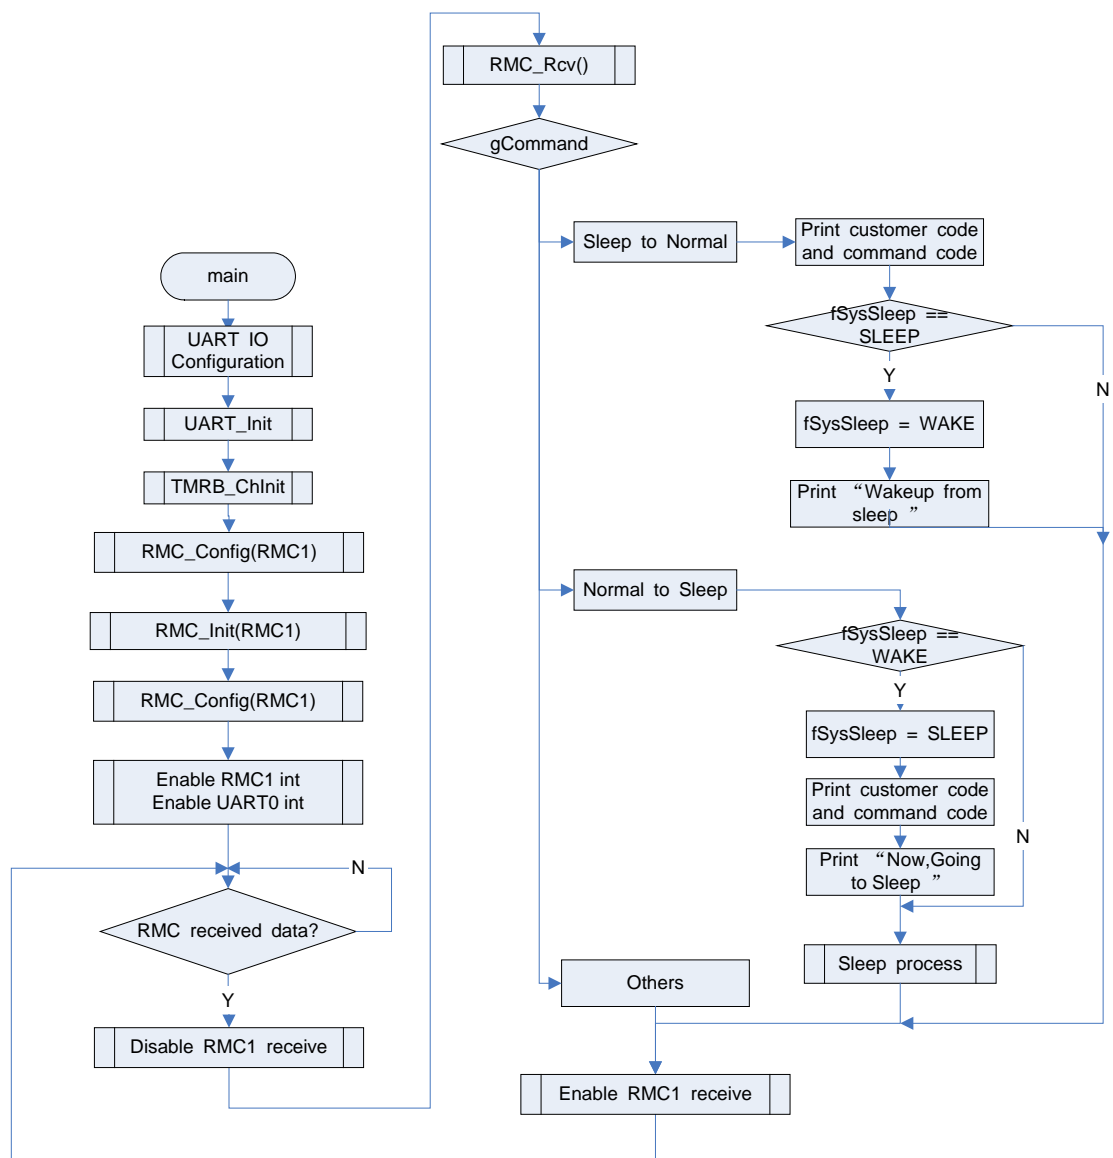 main
UART IO
Configuration
UART_Init
TMRB_ChInit
RMC_Config(RMC1)
RMC_Init(RMC1)
RMC_Config(RMC1)
Enable RMC1 int
Enable UART0 int
N
RMC received data?
Y
Disable RMC1 receive
RMC_Rcv()
gCommand
Sleep to Normal
Print customer code
and command code
fSysSleep ==
SLEEP
Y
N
fSysSleep = WAKE
Print “Wakeup from
sleep ”
Normal to Sleep
fSysSleep ==
WAKE
Y
fSysSleep = SLEEP
Print customer code
and command code
N
Print “Now,Going
to Sleep ”
Sleep process
Others
Enable RMC1 receive